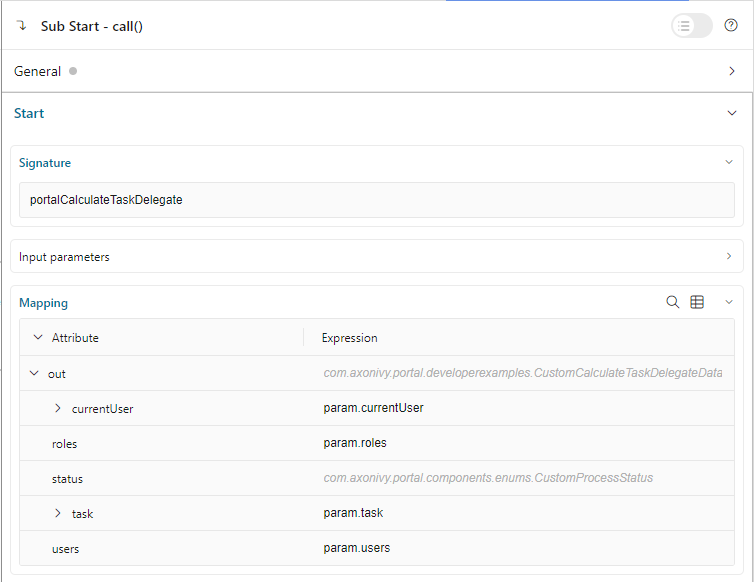 Sub Start - call()
General
Start
Signature
portalCalculateTaskDelegate
Input parameters
Mapping
Attribute Expression
out com.axonivy.portal.developerexamples.CustomCalculateTaskDelegateData
currentUser param.currentUser
roles param.roles
status com.axonivy.portal.components.enums.CustomProcessStatus
task param.task
users param.users